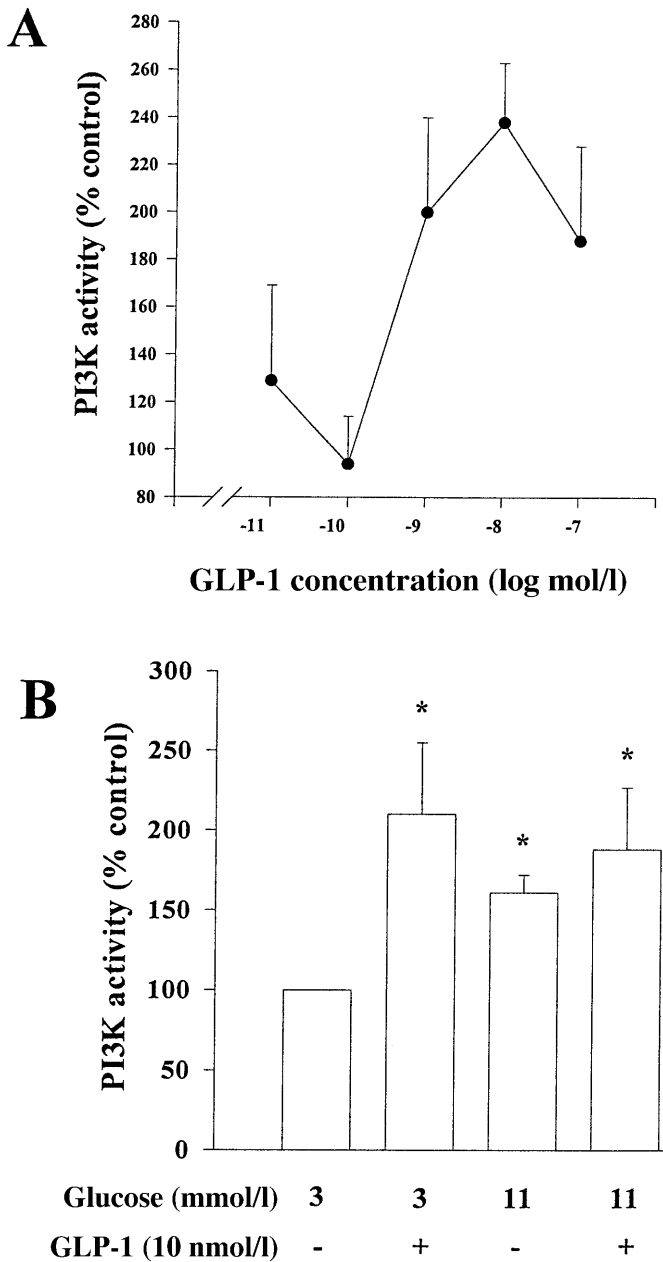 A
PI3K activity (% control)
280
260
240
220
200
180
160
140
120
100
80
-11 -10 -9 -8 -7
GLP-1 concentration (log mol/l)
B
PI3K activity (% control)
300
250
200
150
100
50
0
* * *
Glucose (mmol/l) 3 3 11 11
GLP-1 (10 nmol/l) - + - +